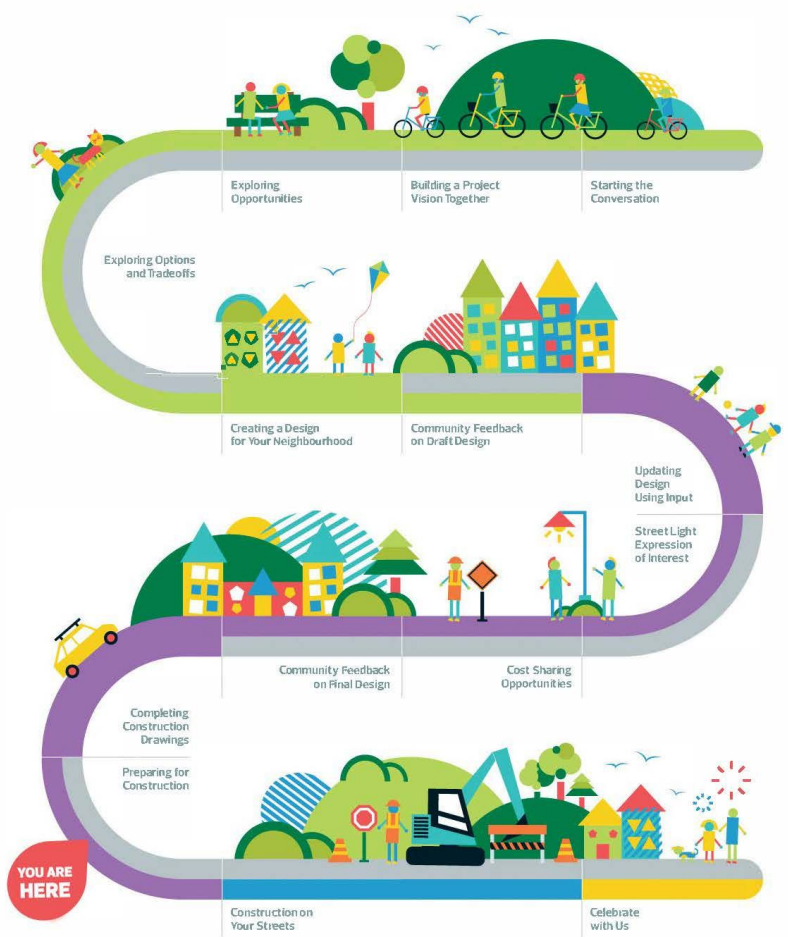 Exploring
Opportunities
Building a Project
Vision Together
Starting the
Conversation
Exploring Options
and Tradeoffs
Creating a Design
for Your Neighbourhood
Community Feedback
on Draft Design
Updating
Design
Using Input
Street Light
Expression
of Interest
Community Feedback
on Final Design
Cost Sharing
Opportunities
Completing
Construction
Drawings
Preparing for
Construction
YOU ARE
HERE
Construction on
Your Streets
Celebrate
with Us